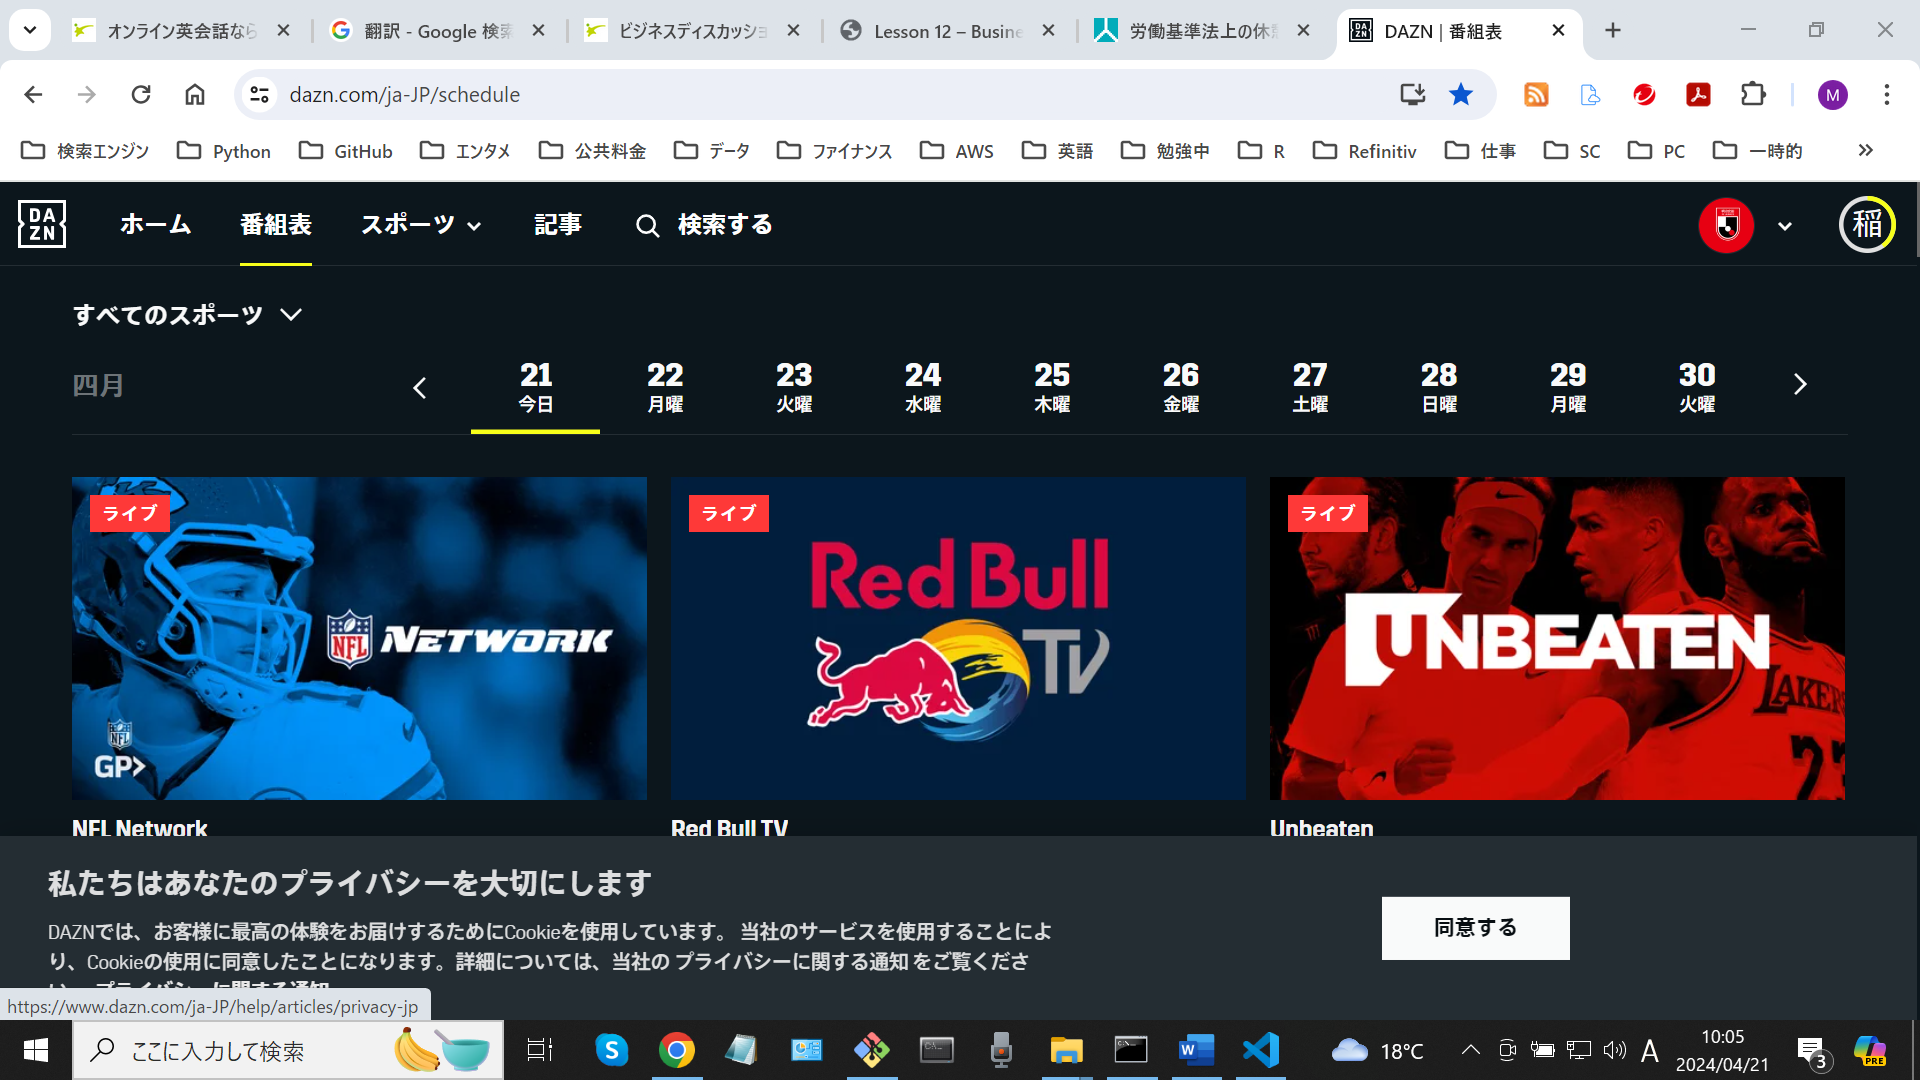 オンライン英会話なら
翻訳 - Google 検索
ビジネスディスカッショ
Lesson 12 – Busine
労働基準法上の休
DAZN | 番組表
dazn.com/ja-JP/schedule
M
検索エンジン
Python
GitHub
エンタメ
公共料金
データ
ファイナンス
AWS
英語
勉強中
R
Refinitiv
仕事
SC
PC
一時的
DAZN
ホーム
番組表
スポーツ
記事
検索する
稲
すべてのスポーツ
四月
21 22 23 24 25 26 27 28 29 30
今日 月曜 火曜 水曜 木曜 金曜 土曜 日曜 月曜 火曜
ライブ
NFL NETWORK
NFL
GP
ライブ
Red Bull
TV
ライブ
UNBEATEN
LAKERS
NFL Network
Red Bull TV
Unbeaten
私たちはあなたのプライバシーを大切にします
DAZNでは、お客様に最高の体験をお届けするためにCookieを使用しています。 当社のサービスを使用することによ
り、Cookieの使用に同意したことになります。詳細については、当社の プライバシーに関する通知 をご覧くださ
い。 プライバシーに関する通知
同意する
https://www.dazn.com/ja-JP/help/articles/privacy-jp
ここに入力して検索
18°C
A
10:05
2024/04/21
3
PRE